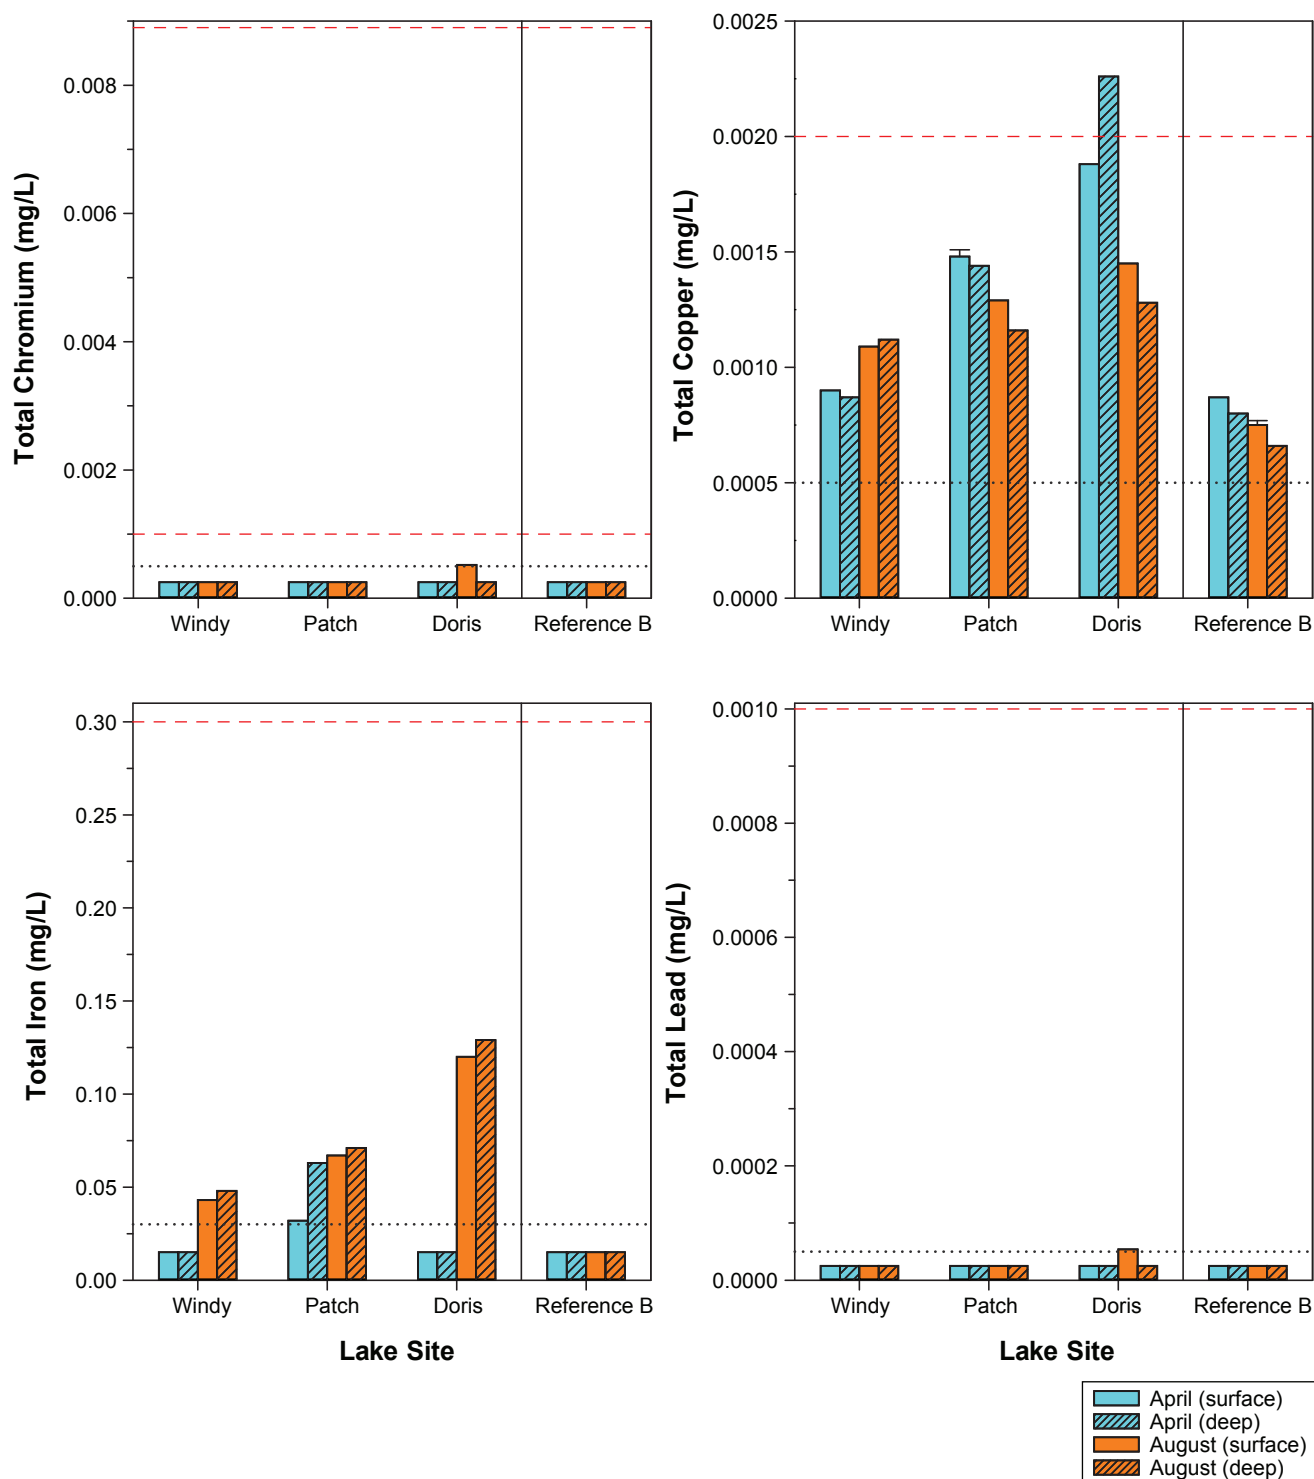 Total Chromium (mg/L)
0.008
0.006
0.004
0.002
0.000
Windy Patch Doris Reference B
Total Copper (mg/L)
0.0025
0.0020
0.0015
0.0010
0.0005
0.0000
Windy Patch Doris Reference B
Total Iron (mg/L)
0.30
0.25
0.20
0.15
0.10
0.05
0.00
Windy Patch Doris Reference B
Lake Site
Total Lead (mg/L)
0.0010
0.0008
0.0006
0.0004
0.0002
0.0000
Windy Patch Doris Reference B
Lake Site
April (surface)
April (deep)
August (surface)
August (deep)